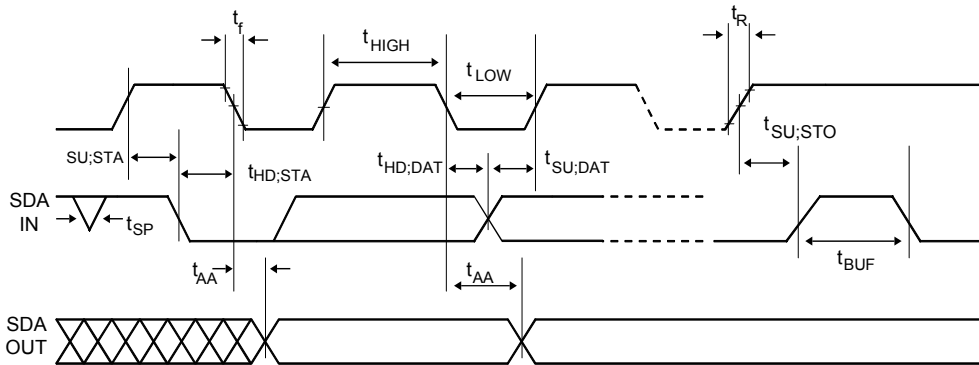 tf
tR
tHIGH
tLOW
tSU;STO
SU;STA
tHD;STA
tHD;DAT
tSU;DAT
SDA
IN
tSP
tAA
tAA
tBUF
SDA
OUT